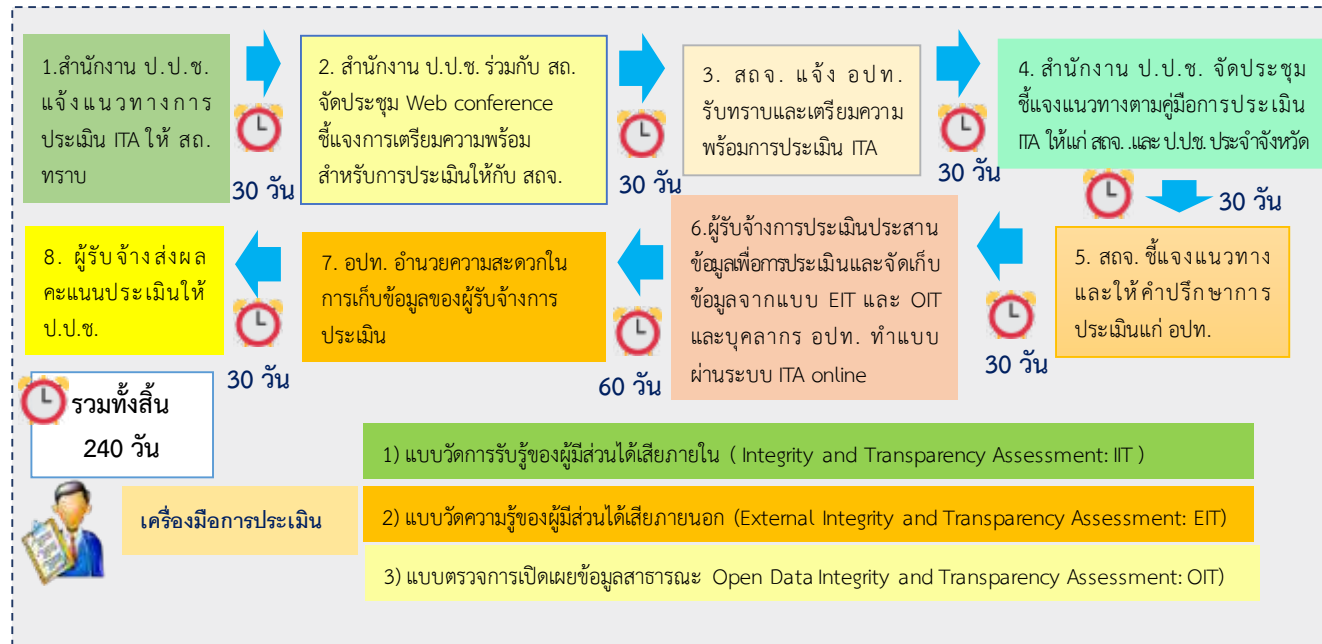 1.สำนักงาน ป.ป.ช.
แจ้งแนวทางการ
ประเมิน ITA ให้ สถ.
ทราบ
30 วัน
2. สำนักงาน ป.ป.ช. ร่วมกับ สถ.
จัดประชุม Web conference
ชี้แจงการเตรียมความพร้อม
สำหรับการประเมินให้กับ สถจ.
30 วัน
3. สถจ. แจ้ง อปท.
รับทราบและเตรียมความ
พร้อมการประเมิน ITA
30 วัน
4. สำนักงาน ป.ป.ช. จัดประชุม
ชี้แจงแนวทางตามคู่มือการประเมิน
ITA ให้แก่ สถจ. .และ ป.ป.ช. ประจำจังหวัด
30 วัน
5. สถจ. ชี้แจงแนวทาง
และให้คำปรึกษาการ
ประเมินแก่ อปท.
30 วัน
6.ผู้รับจ้างการประเมินประสาน
ข้อมูลเพื่อการประเมินและจัดเก็บ
ข้อมูลจากแบบ EIT และ OIT
และบุคลากร อปท. ทำแบบ
ผ่านระบบ ITA online
60 วัน
7. อปท. อำนวยความสะดวกใน
การเก็บข้อมูลของผู้รับจ้างการ
ประเมิน
30 วัน
8. ผู้รับจ้างส่งผล
คะแนนประเมินให้
ป.ป.ช.
รวมทั้งสิ้น
240 วัน
เครื่องมือการประเมิน
1) แบบวัดการรับรู้ของผู้มีส่วนได้เสียภายใน ( Integrity and Transparency Assessment: IIT )
2) แบบวัดความรู้ของผู้มีส่วนได้เสียภายนอก (External Integrity and Transparency Assessment: EIT)
3) แบบตรวจการเปิดเผยข้อมูลสาธารณะ Open Data Integrity and Transparency Assessment: OIT)